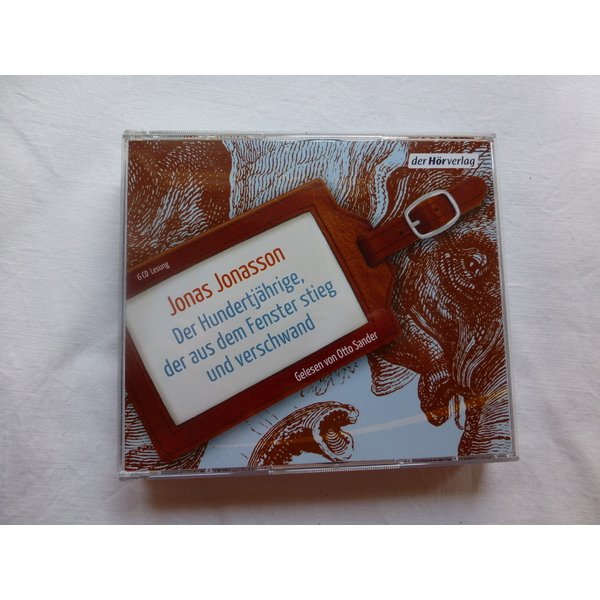 der Hörverlag
6 CD Lesung
Jonas Jonasson
Der Hundertjährige,
der aus dem Fenster stieg
und verschwand
Gelesen von Otto Sander